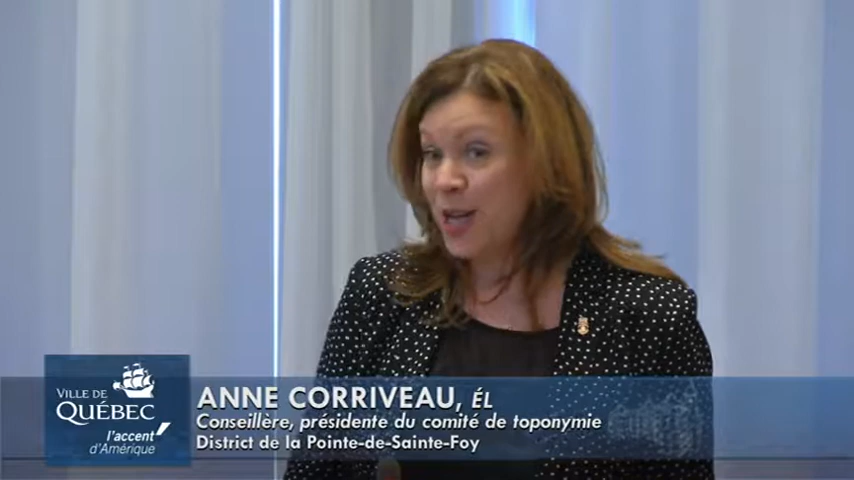 VILLE DE
QUÉBEC
l'accent
d'Amérique
ANNE CORRIVEAU, ÉL
Conseillère, présidente du comité de toponymie
District de la Pointe-de-Sainte-Foy